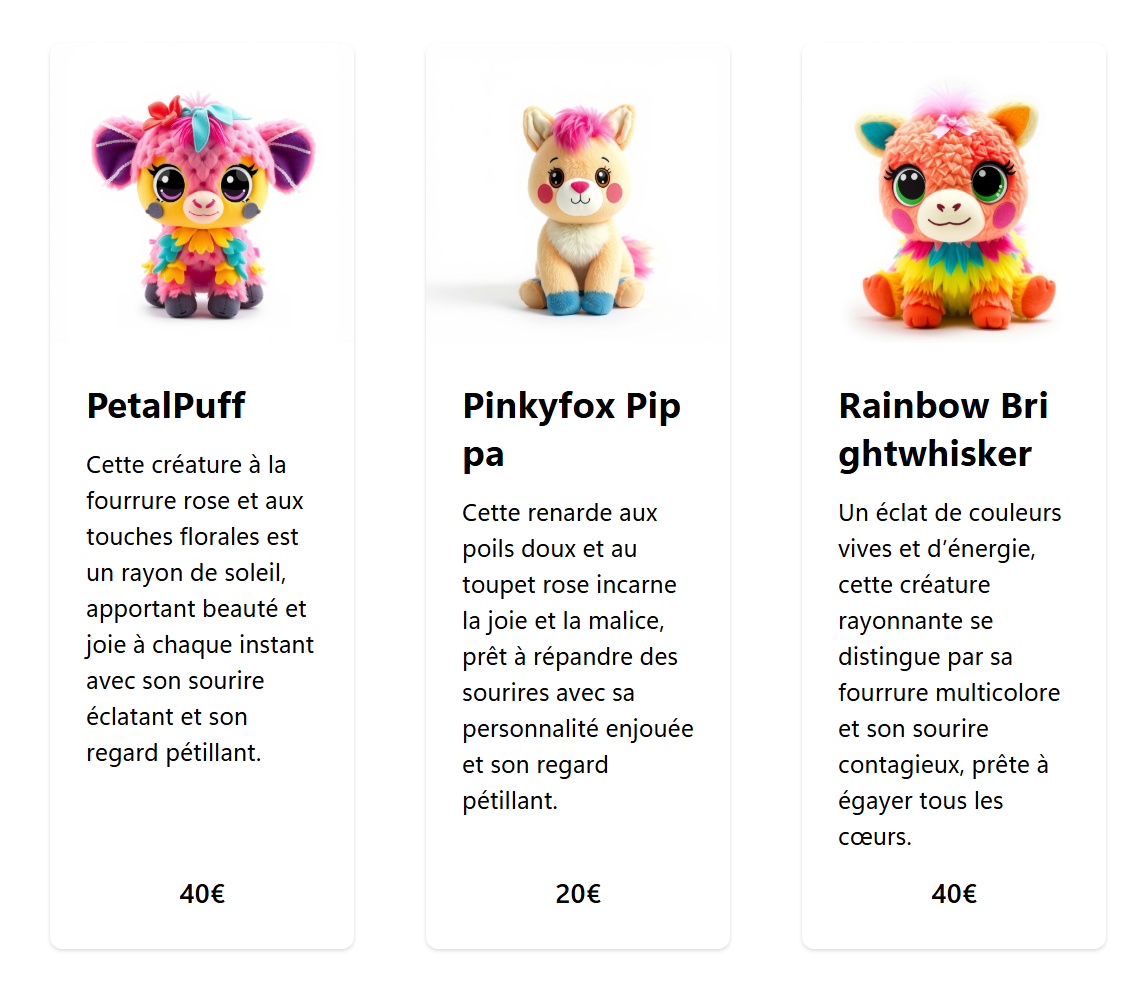 PetalPuff
Cette créature à la
fourrure rose et aux
touches florales est
un rayon de soleil,
apportant beauté et
joie à chaque instant
avec son sourire
éclatant et son
regard pétillant.
40€
Pinkyfox Pip
pa
Cette renarde aux
poils doux et au
toupet rose incarne
la joie et la malice,
prêt à répandre des
sourires avec sa
personnalité enjouée
et son regard
pétillant.
20€
Rainbow Bri
ghtwhisker
Un éclat de couleurs
vives et d’énergie,
cette créature
rayonnante se
distingue par sa
fourrure multicolore
et son sourire
contagieux, prête à
égayer tous les
cœurs.
40€